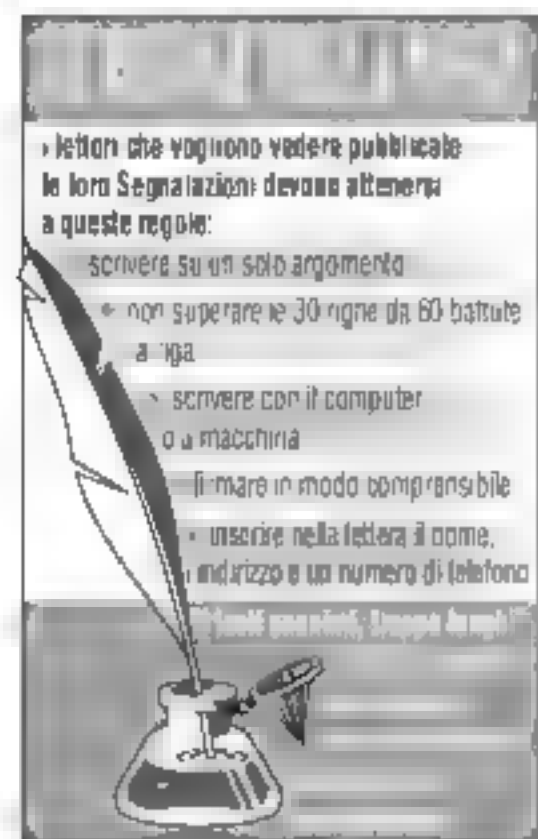 I lettori che vogliono vedere pubblicate
le loro Segnalazioni devono attenersi
a queste regole:
scrivere su un solo argomento
• non superare le 30 righe da 60 battute
a riga
• scrivere con il computer
o a macchina
firmare in modo comprensibile
• inserire nella lettera il nome,
indirizzo e un numero di telefono